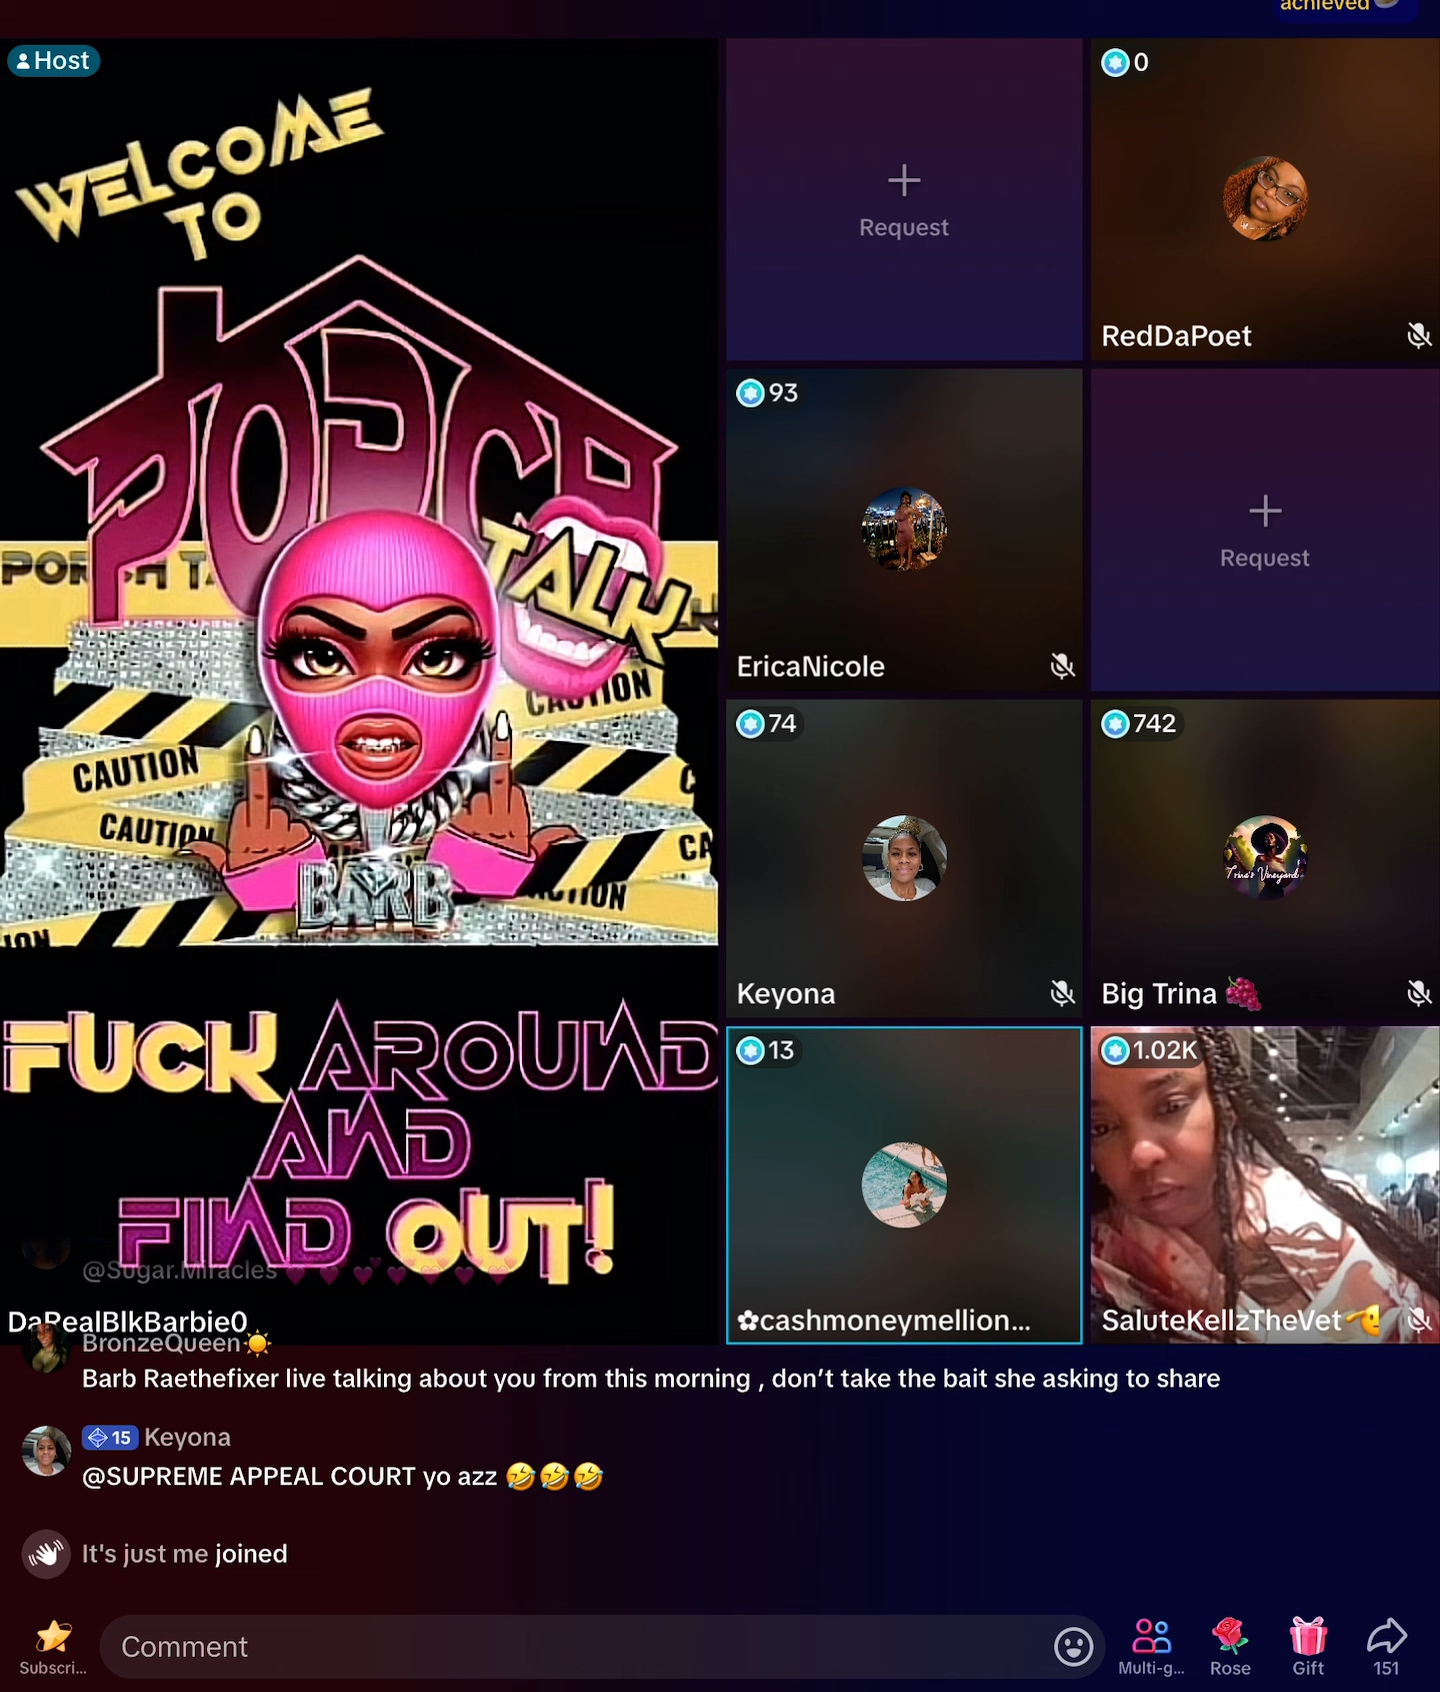 achieved
Host
WELCOME
TO
PORCH
TALK
CAUTION
CAUTION
CAUTION
BARB
FUCK AROUND
AND
FIND OUT!
@Sugar.Miracles
DaRealBlkBarbie0
Request
0
RedDaPoet
93
EricaNicole
Request
74
Keyona
742
Trina's Vineyard
Big Trina 🍇
13
✿cashmoneymellion...
1.02K
SaluteKellzTheVet🫡
BronzeQueen☀️
Barb Raethefixer live talking about you from this morning , don’t take the bait she asking to share
15 Keyona
@SUPREME APPEAL COURT yo azz 🤣🤣🤣
It's just me joined
Subscri...
Comment
Multi-g...
Rose
Gift
151